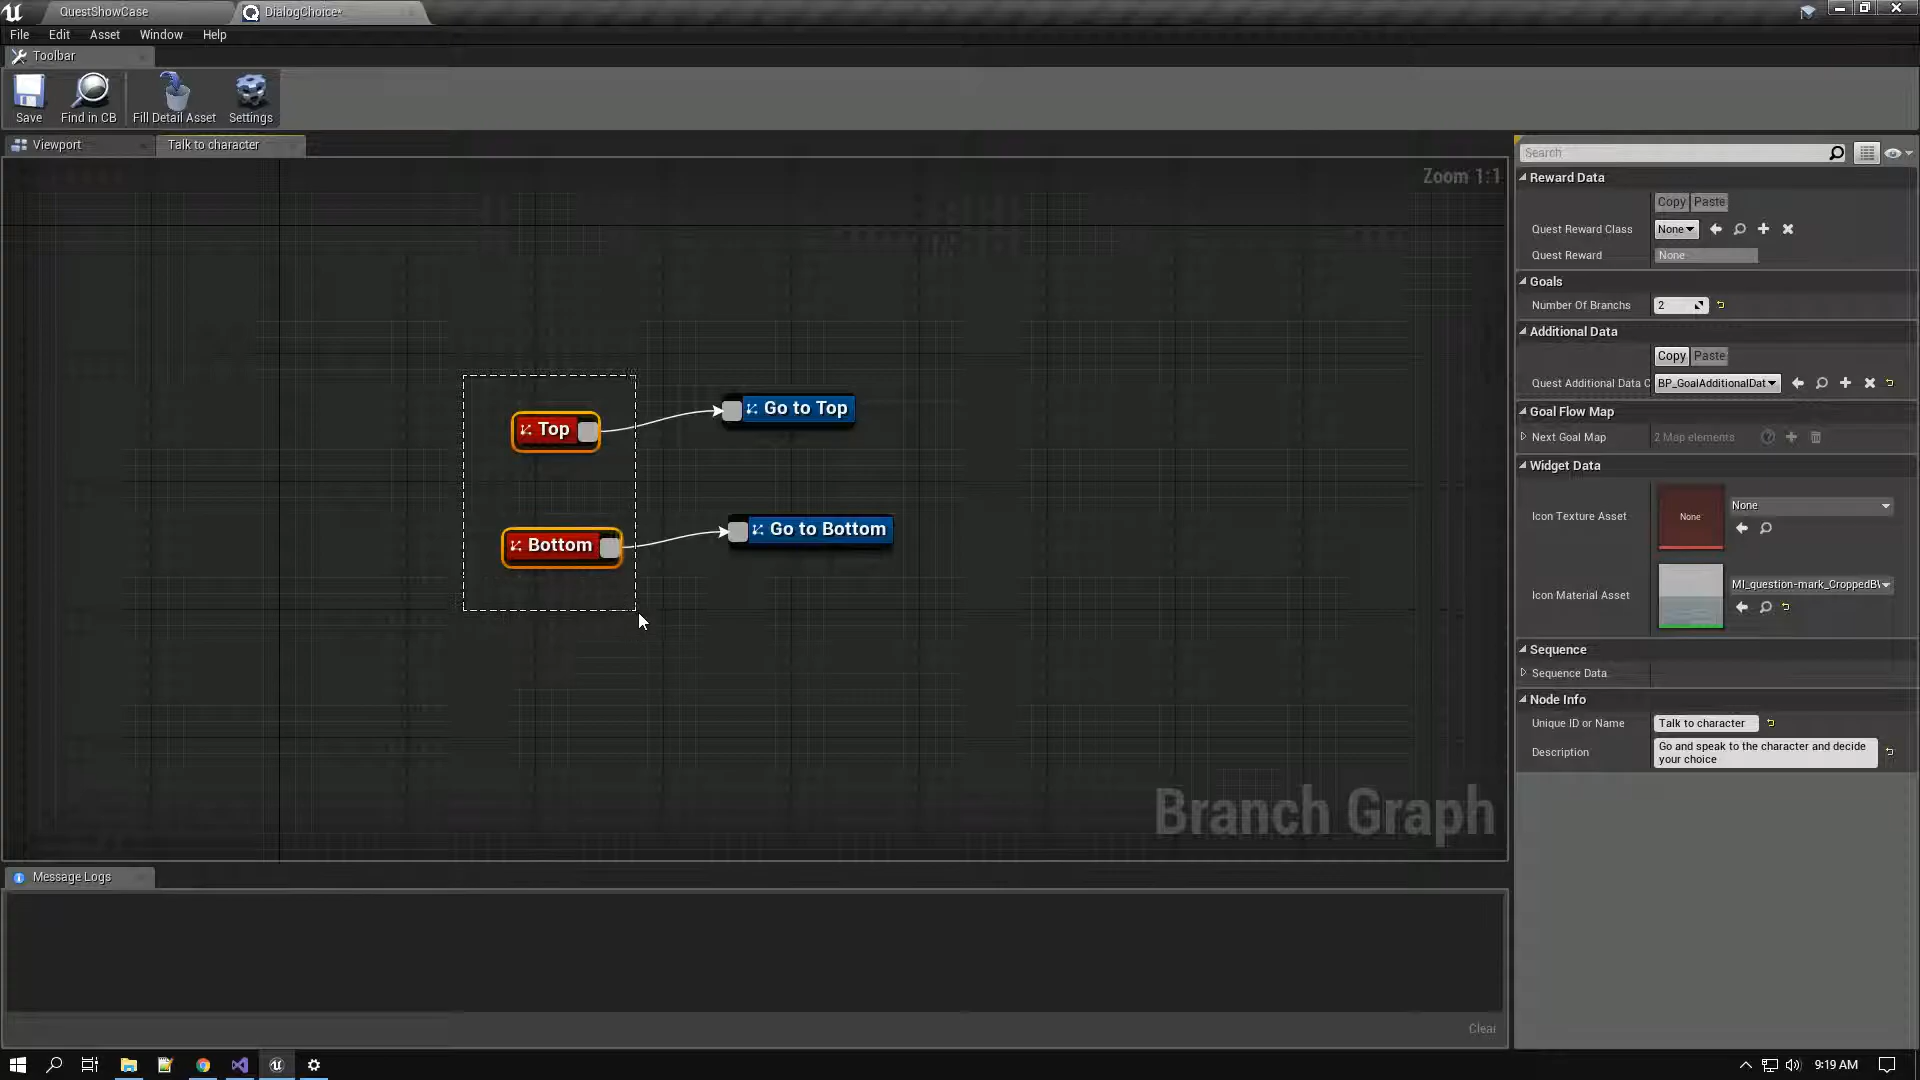 QuestShowCase
DialogChoice*
File Edit Asset Window Help
Toolbar
Save Find in CB Fill Detail Asset Settings
Viewport
Talk to character
Zoom 1:1
Top
Go to Top
Bottom
Go to Bottom
Branch Graph
Search
Reward Data
Copy Paste
Quest Reward Class None
Quest Reward None
Goals
Number Of Branchs 2
Additional Data
Copy Paste
Quest Additional Data C BP_GoalAdditionalDat
Goal Flow Map
Next Goal Map 2 Map elements
Widget Data
Icon Texture Asset None None
Icon Material Asset MI_question-mark_CroppedBW
Sequence
Sequence Data
Node Info
Unique ID or Name Talk to character
Description Go and speak to the character and decide
your choice
Message Logs
Clear
9:19 AM